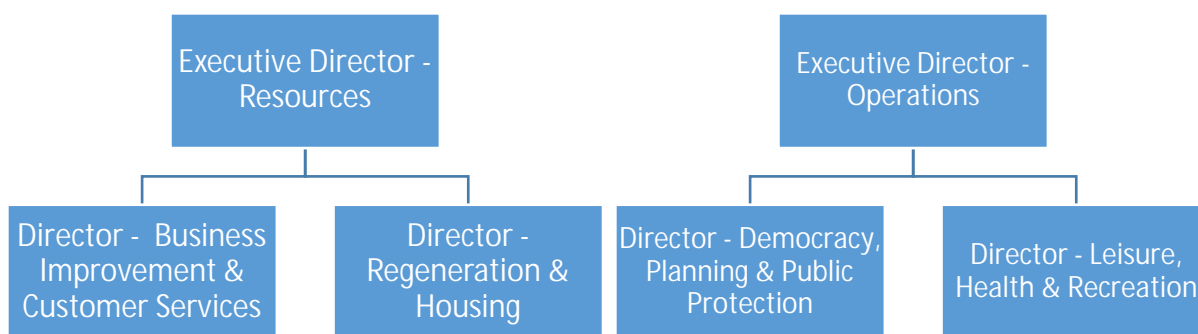 Executive Director -
Resources
Executive Director -
Operations
Director -  Business
Improvement &
Customer Services
Director -
Regeneration &
Housing
Director - Democracy,
Planning & Public
Protection
Director - Leisure,
Health & Recreation